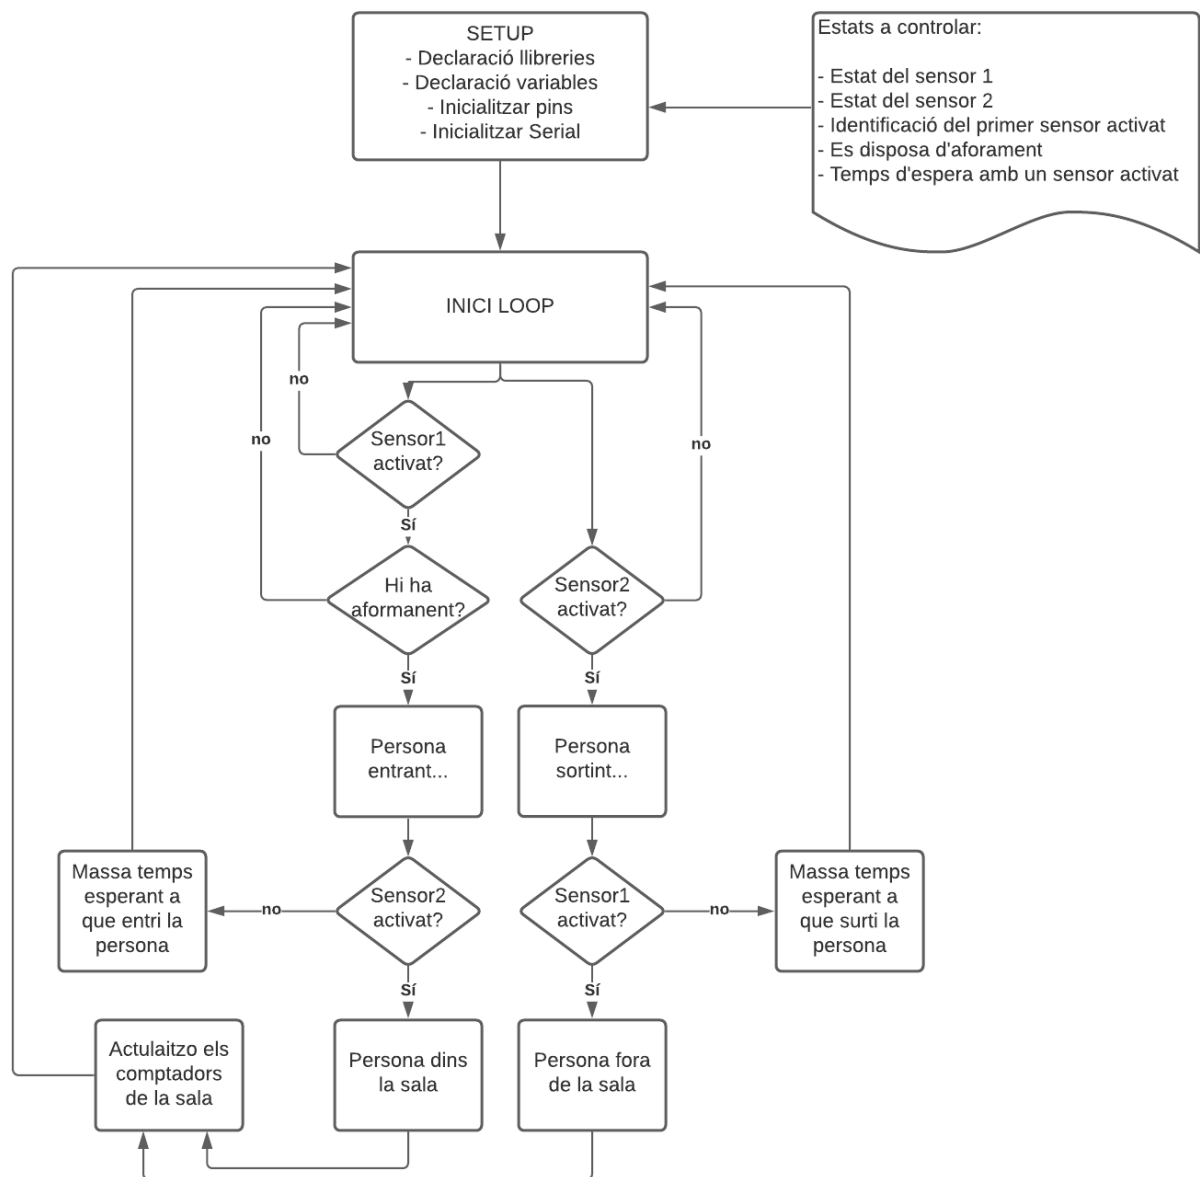 SETUP
- Declaració llibreries
- Declaració variables
- Inicialitzar pins
- Inicialitzar Serial
Estats a controlar:
- Estat del sensor 1
- Estat del sensor 2
- Identificació del primer sensor activat
- Es disposa d'aforament
- Temps d'espera amb un sensor activat
INICI LOOP
no
Sensor1
activat?
no
no
Sí
Hi ha
aformanent?
Sensor2
activat?
Sí
Sí
Persona
entrant...
Persona
sortint...
Massa temps
esperant a
que entri la
persona
no
Sensor2
activat?
Sensor1
activat?
no
Massa temps
esperant a
que surti la
persona
Sí
Sí
Actulaitzo els
comptadors
de la sala
Persona dins
la sala
Persona fora
de la sala